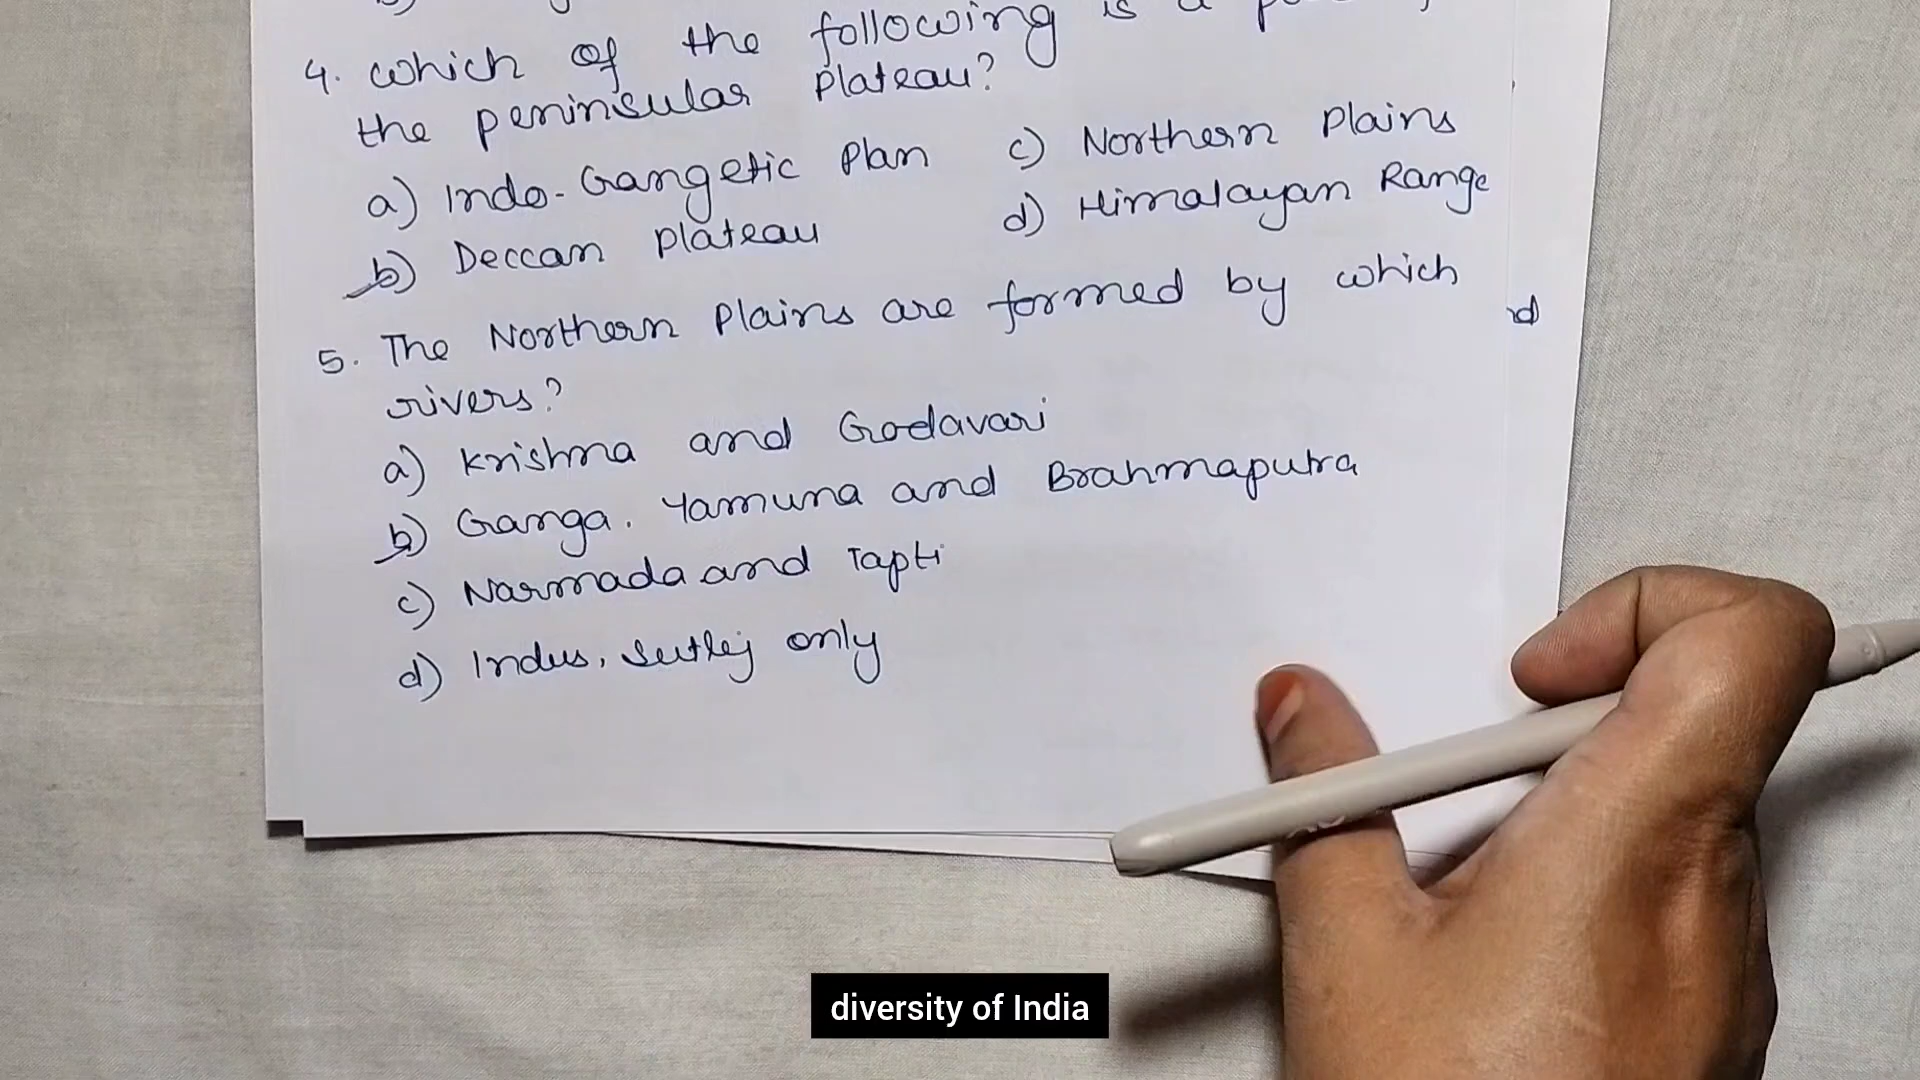 4. which of the following is a
the peninsular plateau?
a) Indo-Gangetic Plan c) Northern Plains
b) Deccan plateau d) Himalayan Range
5. The Northern Plains are formed by which
rivers?
a) Krishna and Godavari
b) Ganga. Yamuna and Brahmaputra
c) Narmada and Tapti
d) Indus, Sutlej only
diversity of India